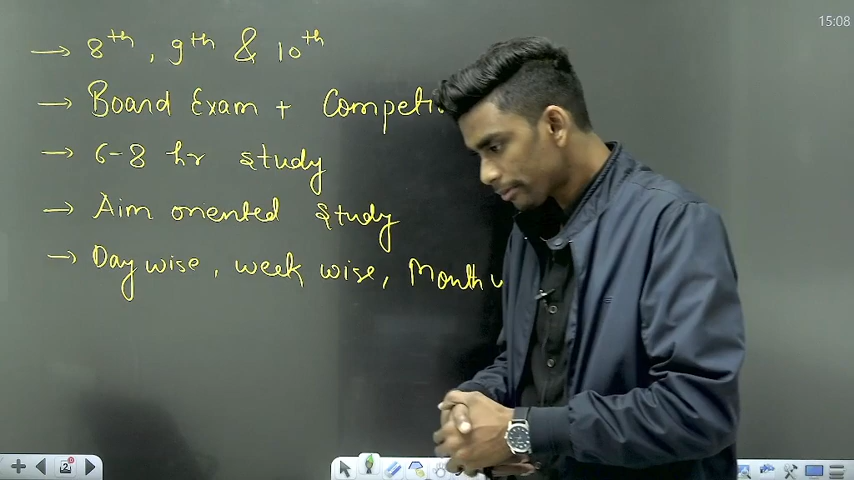 15:08
→ 8th, 9th & 10th
→ Board Exam + Competi
→ 6-8 hr study
→ Aim oriented study
→ Day wise, week wise, Month w
2